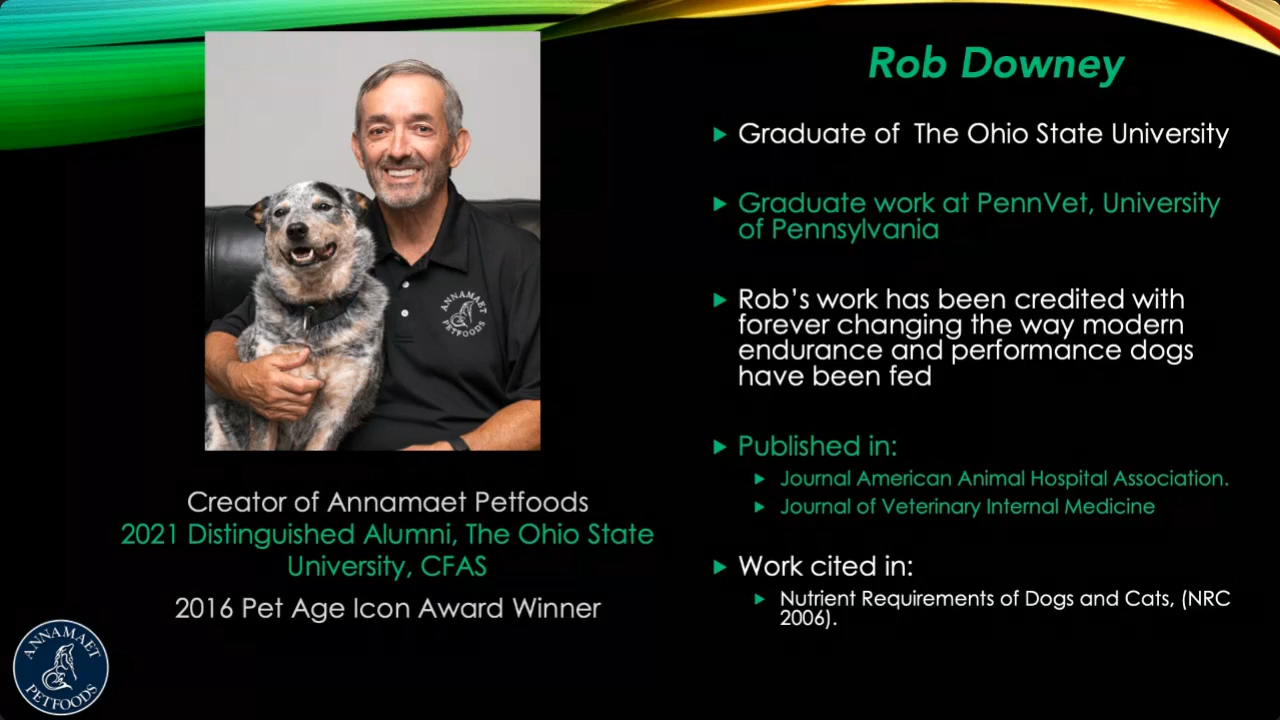 Rob Downey
Graduate of The Ohio State University
Graduate work at PennVet, University
of Pennsylvania
Rob's work has been credited with
forever changing the way modern
endurance and performance dogs
have been fed
Published in:
Journal American Animal Hospital Association.
Journal of Veterinary Internal Medicine
Work cited in:
Nutrient Requirements of Dogs and Cats, (NRC
2006).
ANNAMAET
PETFOODS
Creator of Annamaet Petfoods
2021 Distinguished Alumni, The Ohio State
University, CFAS
2016 Pet Age Icon Award Winner
ANNAMAET
PETFOODS